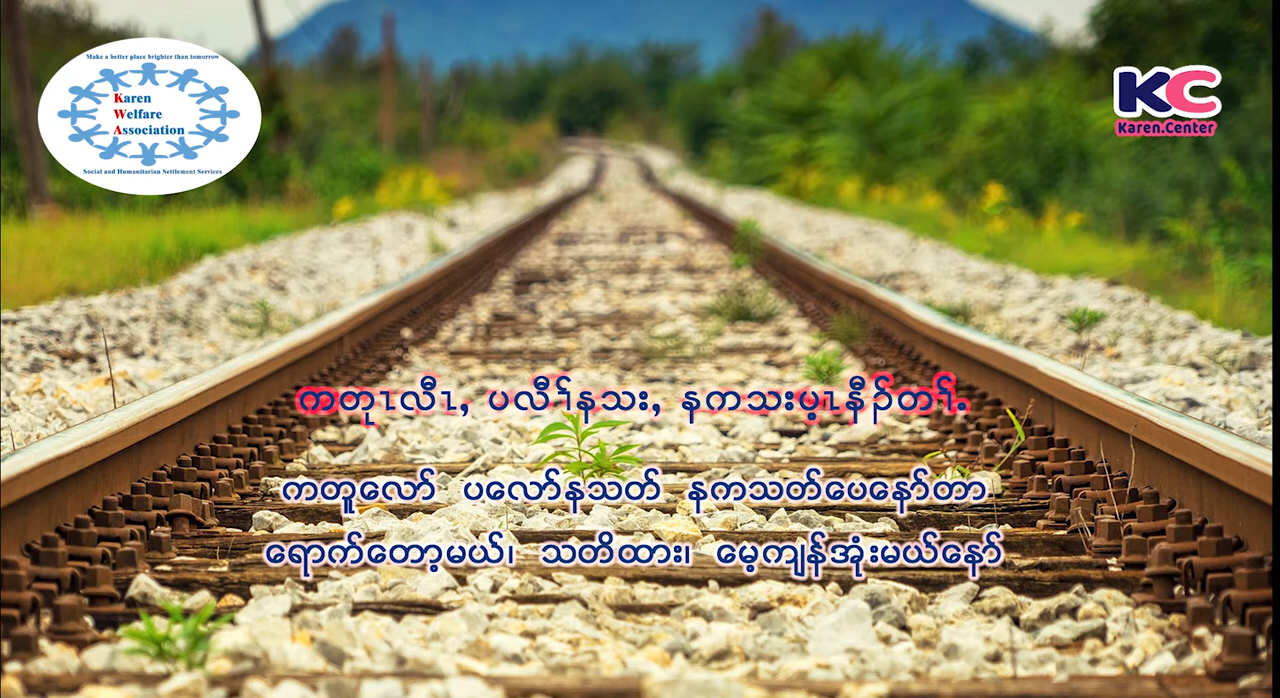 Make a better place brighter than tomorrow
Karen
Welfare
Association
Social and Humanitarian Settlement Services
KC
Karen.Center
ကတုၤလီၤ, ပလီၢ်နသး, နကသးပ့ၤနီၣ်တၢ်.
ကတူလော် ပလော်နသတ် နကသတ်ပေနော်တာ
ရောက်တော့မယ်၊ သတိထား၊ မေ့ကျန်အုံးမယ်နော်